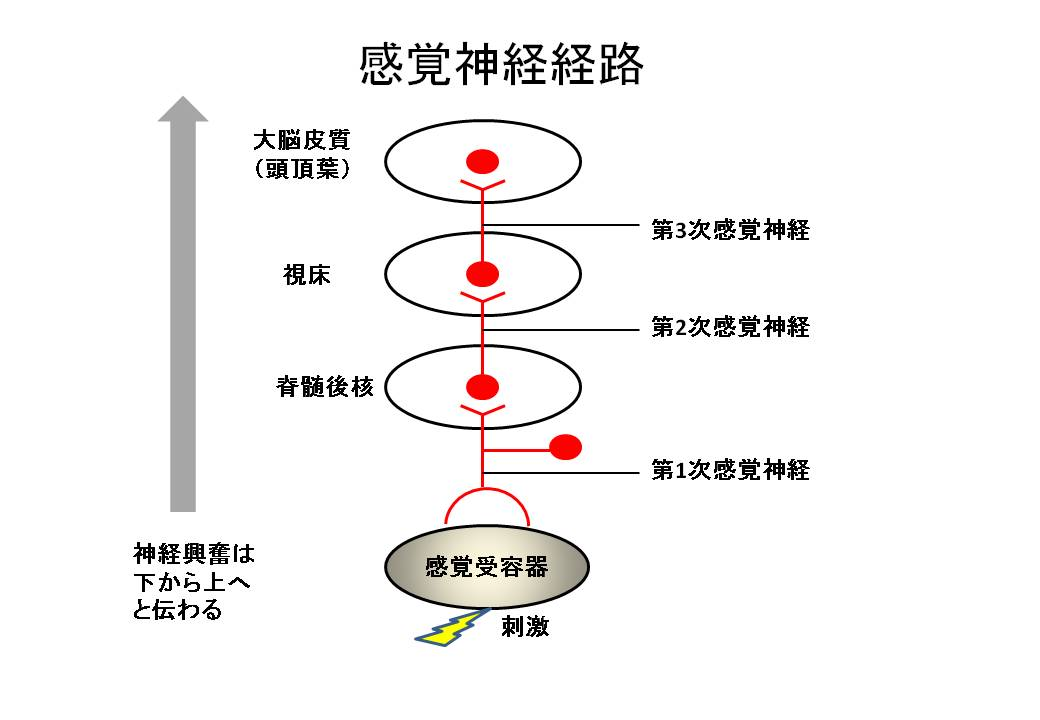 感覚神経経路
大脳皮質
（頭頂葉）
第3次感覚神経
視床
第2次感覚神経
脊髄後核
第1次感覚神経
神経興奮は
下から上へ
と伝わる
感覚受容器
刺激